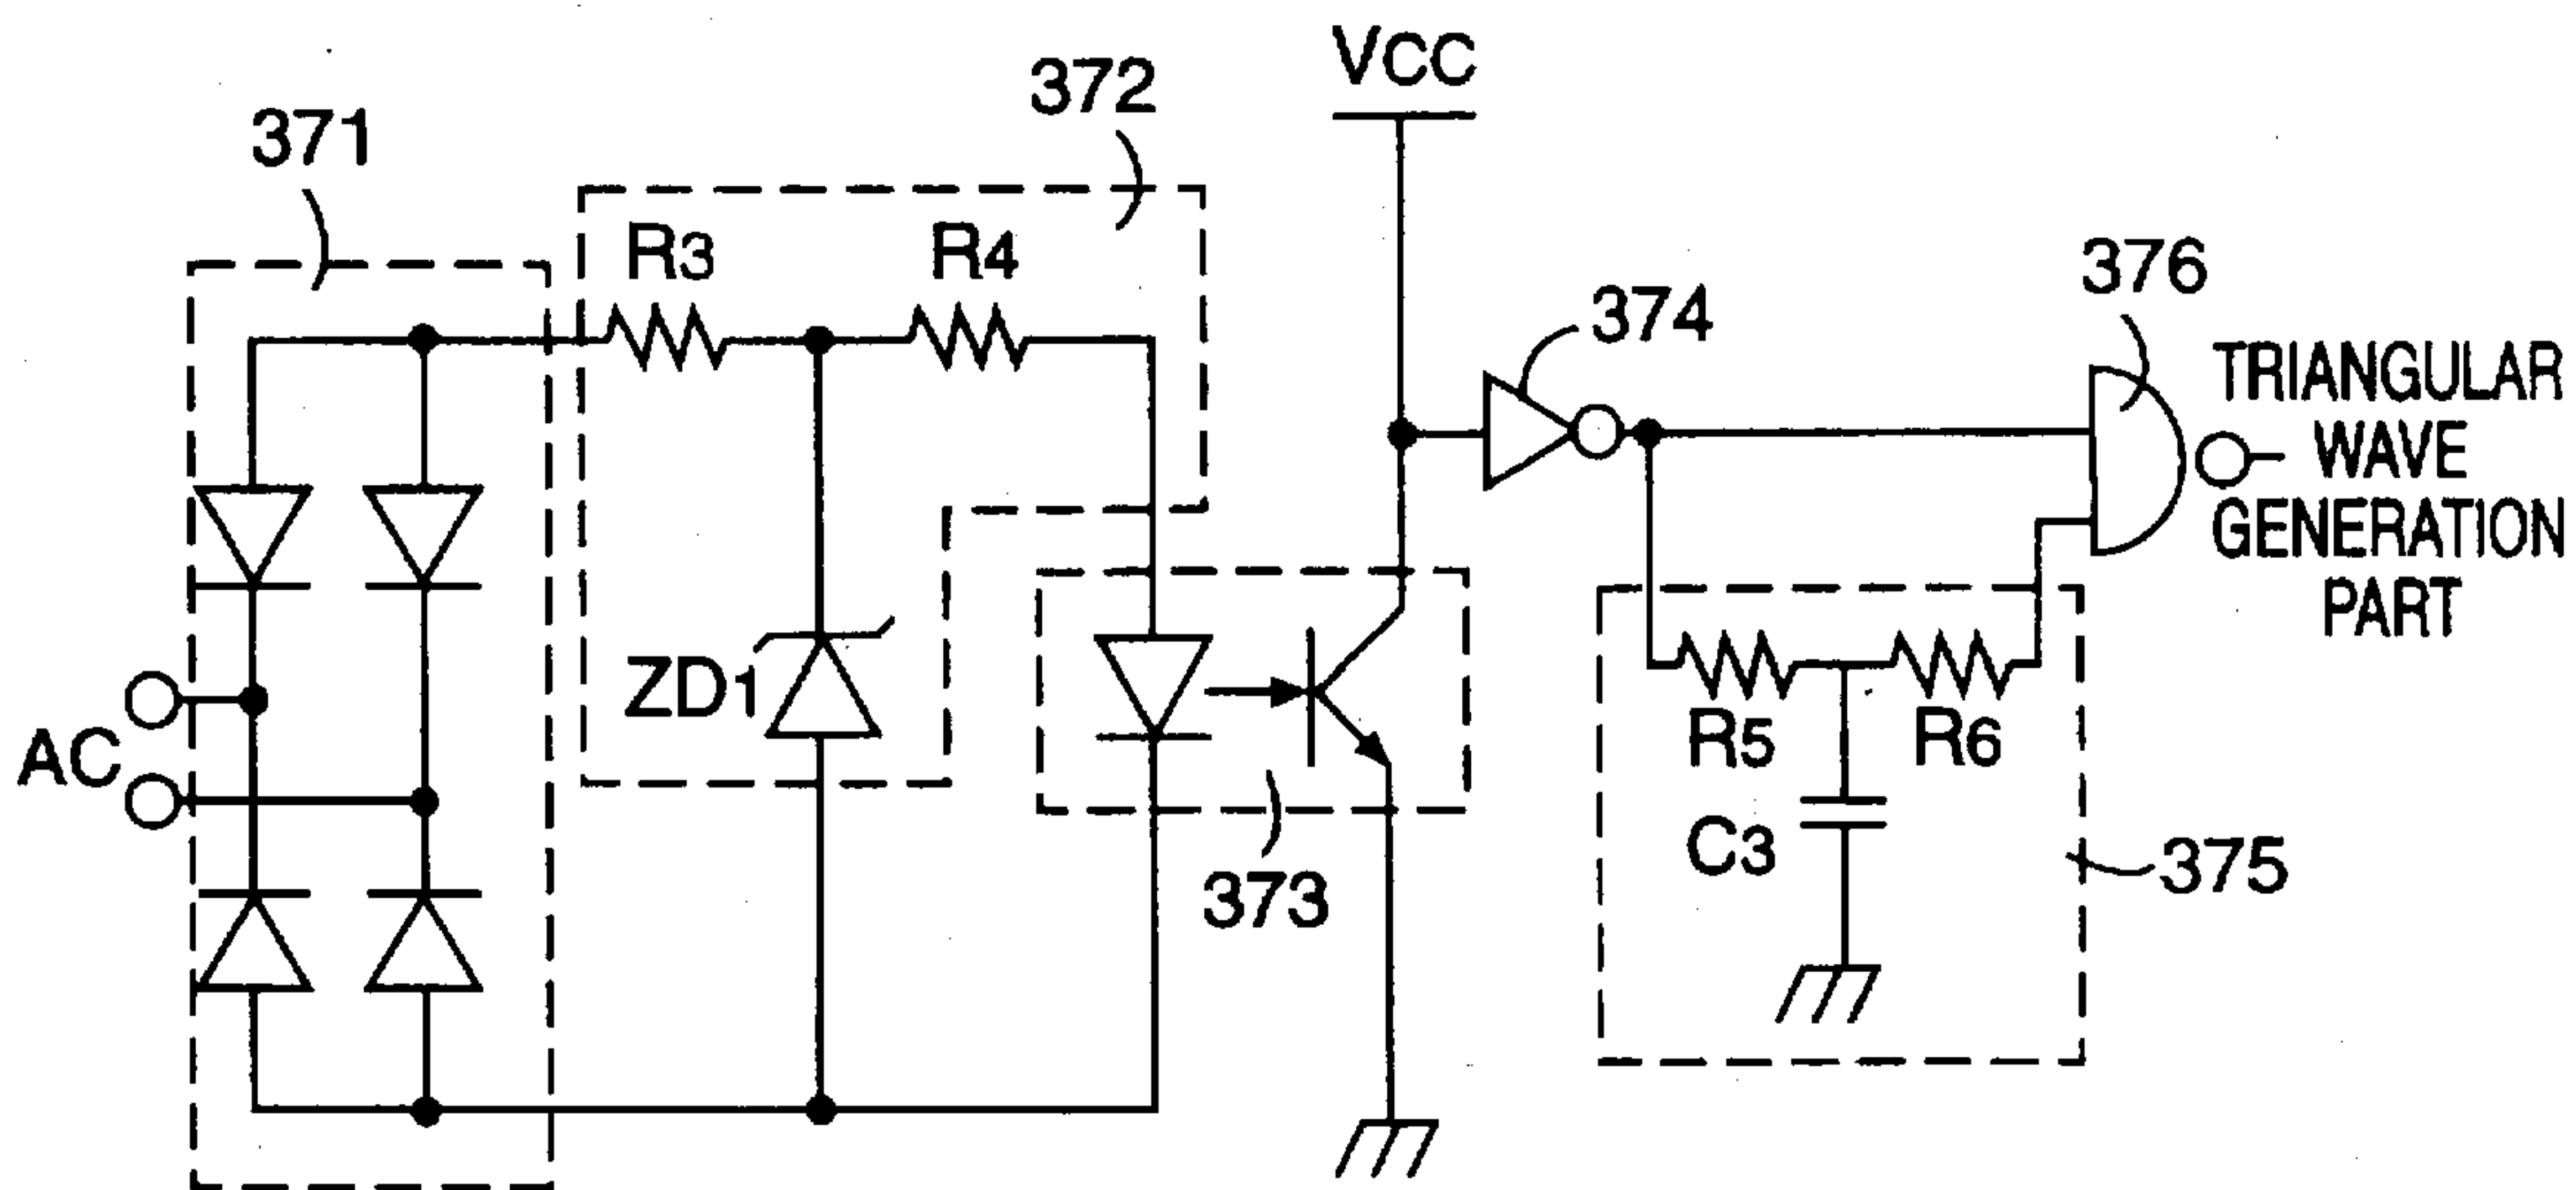 VCC
372
371
R3
R4
376
374
TRIANGULAR
WAVE
GENERATION
PART
ZD1
AC
R5
R6
C3
375
373